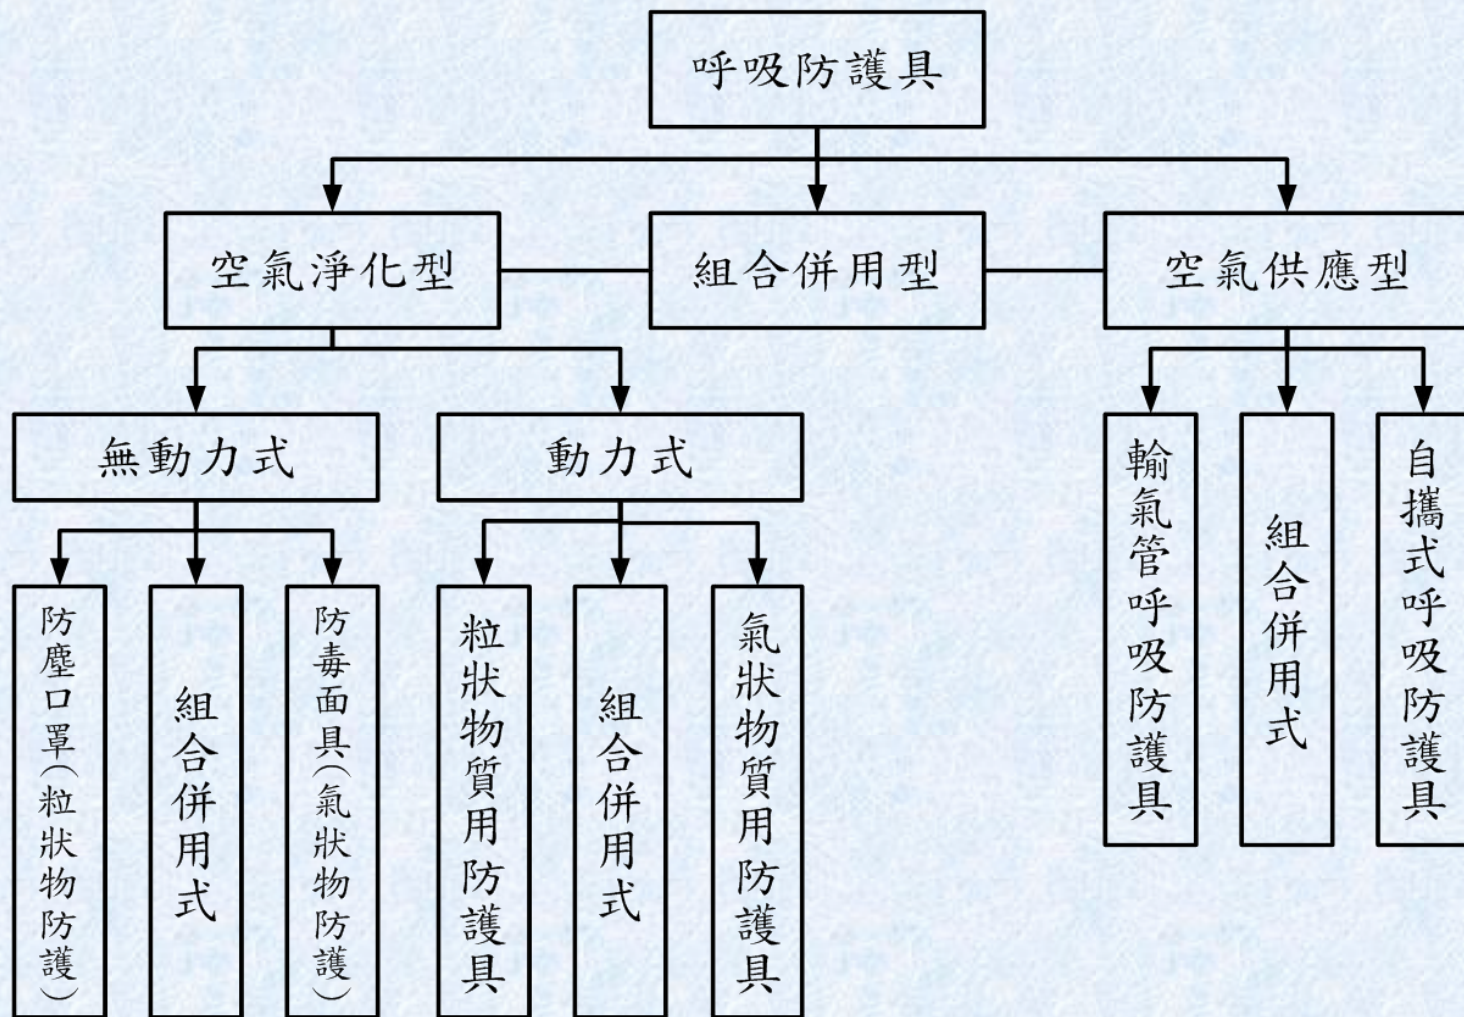 呼吸防護具
空氣淨化型
組合併用型
空氣供應型
無動力式
動力式
防塵口罩(粒狀物防護)
組合併用式
防毒面具(氣狀物防護)
粒狀物質用防護具
組合併用式
氣狀物質用防護具
輸氣管呼吸防護具
組合併用式
自攜式呼吸防護具